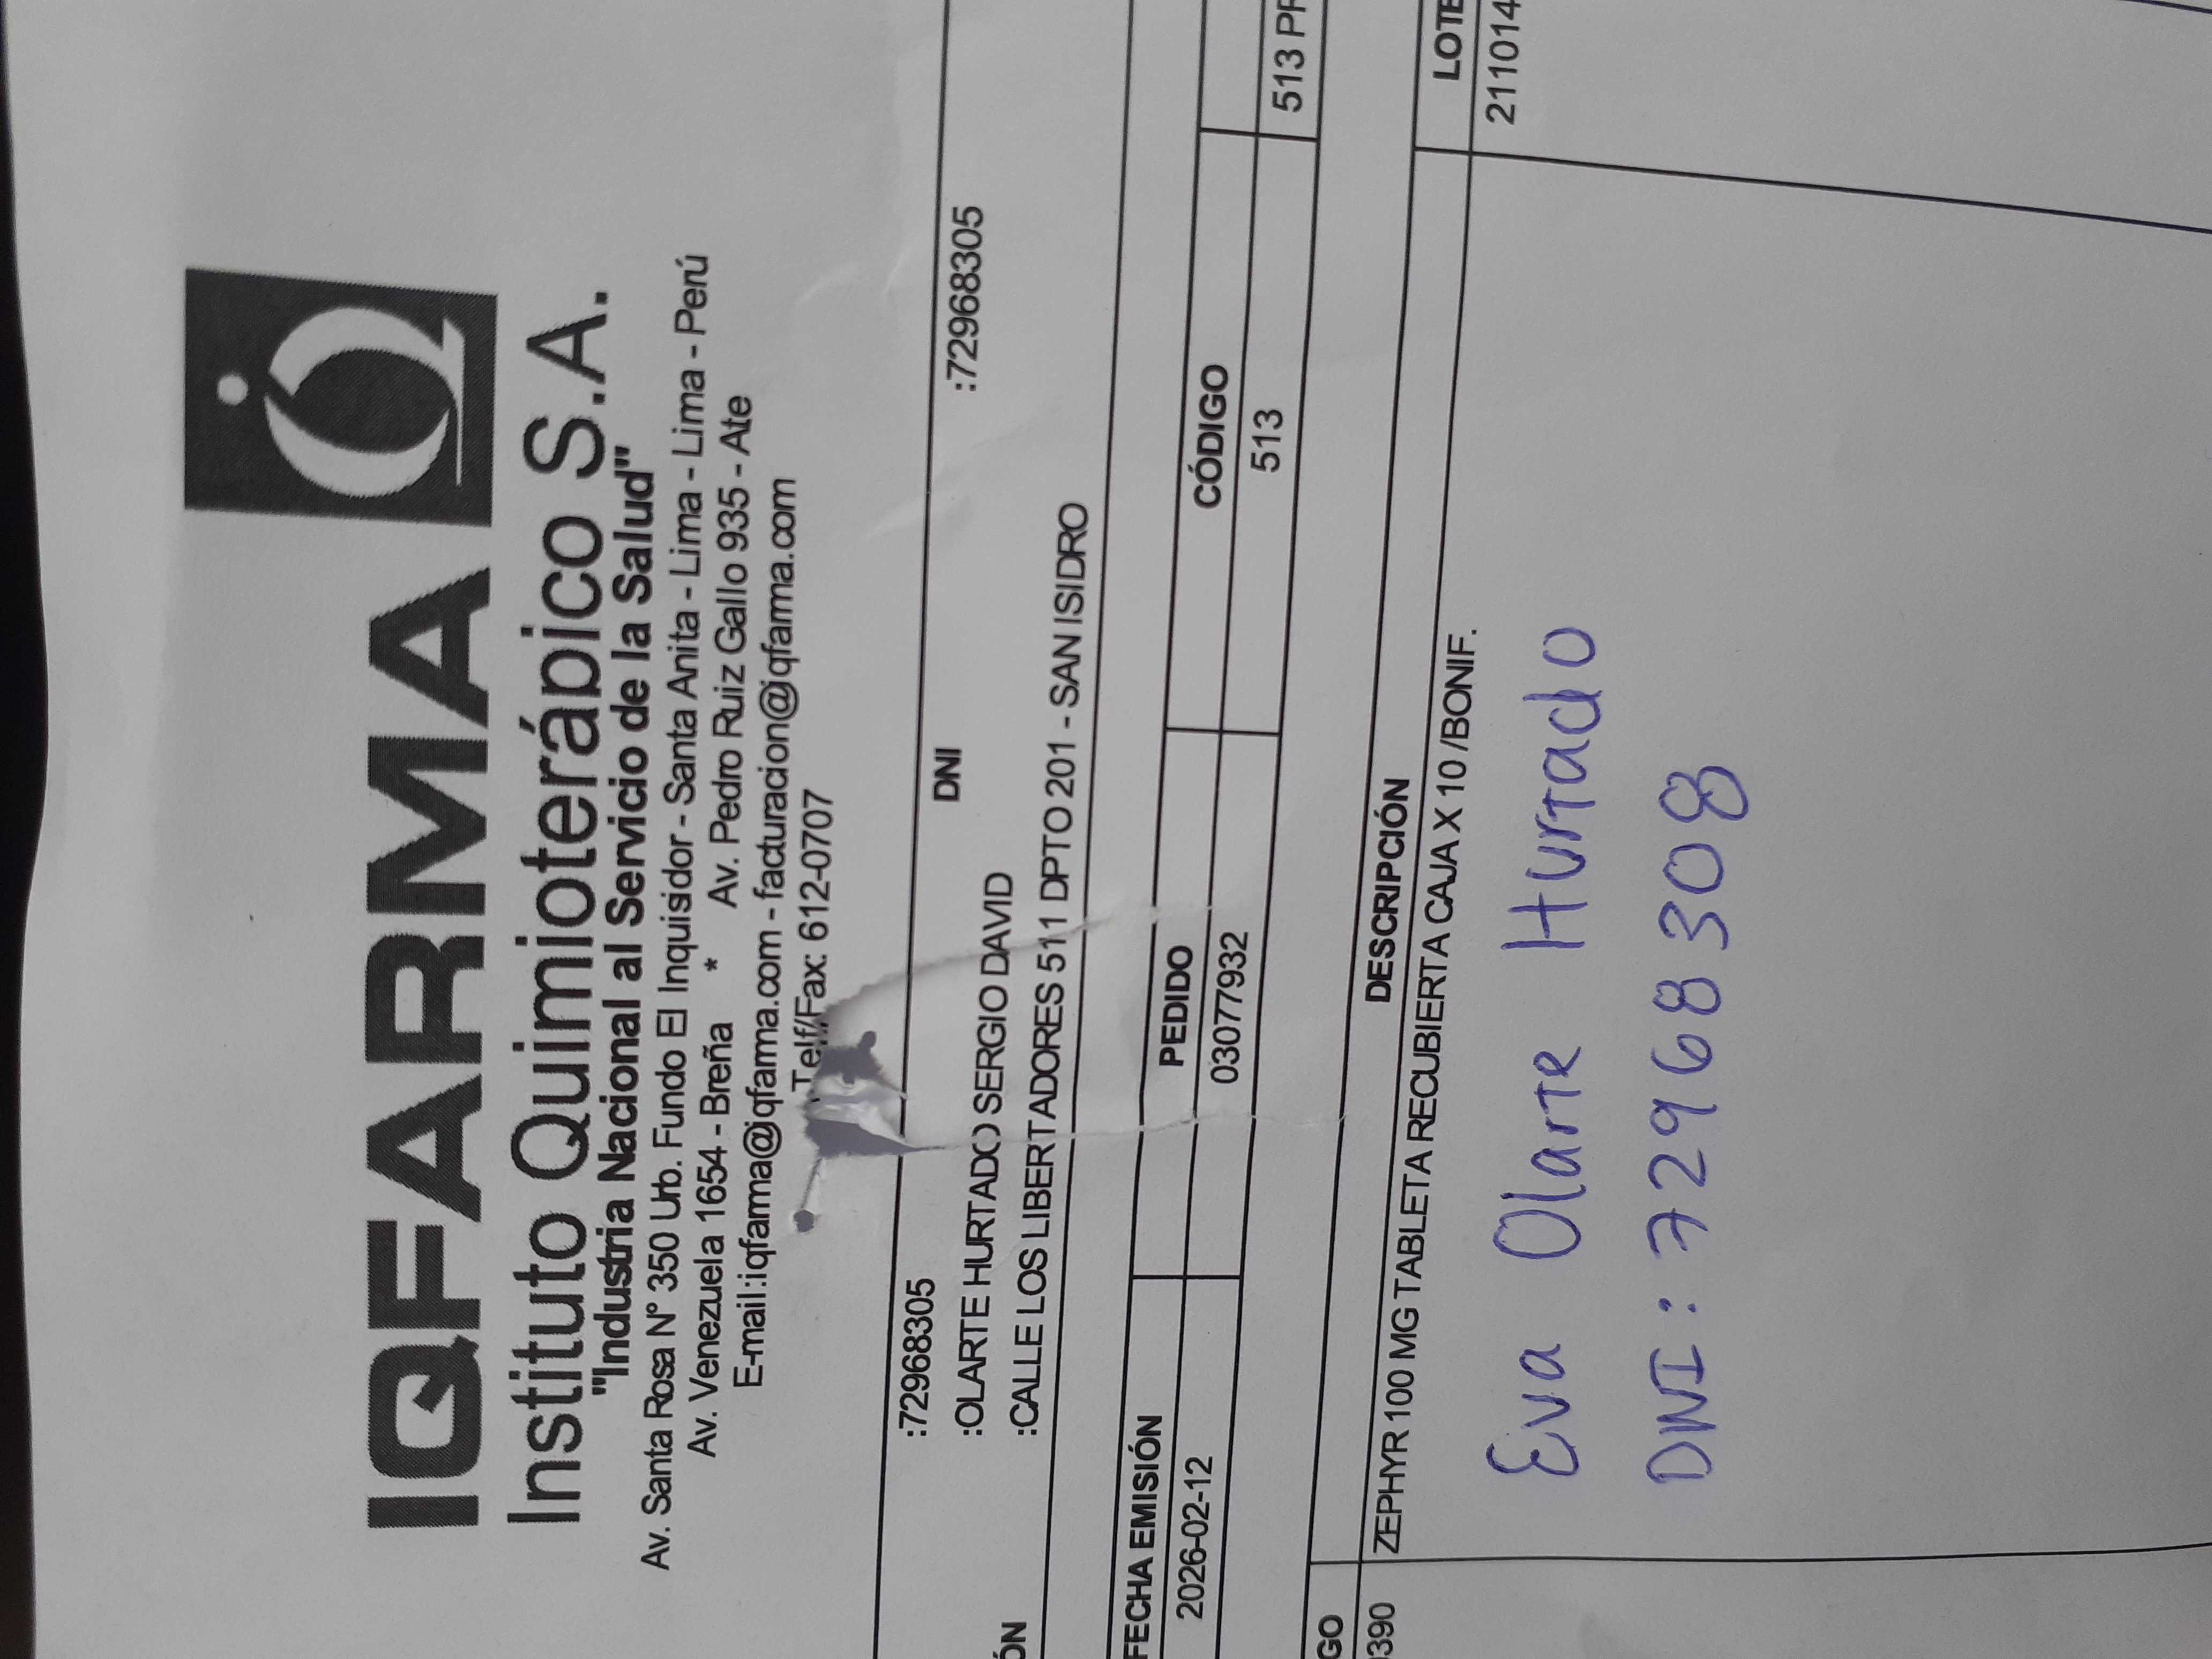 IQFARMA
Instituto Quimioterápico S.A.
"Industria Nacional al Servicio de la Salud"
Av. Santa Rosa N° 350 Urb. Fundo El Inquisidor - Santa Anita - Lima - Lima - Perú
Av. Venezuela 1654 - Breña * Av. Pedro Ruiz Gallo 935 - Ate
E-mail:iqfarma@iqfarma.com - facturacion@iqfarma.com
Telf/Fax: 612-0707
:72968305 DNI :72968305
:OLARTE HURTADO SERGIO DAVID
ÓN :CALLE LOS LIBERTADORES 511 DPTO 201 - SAN ISIDRO
FECHA EMISIÓN PEDIDO CÓDIGO
2026-02-12 03077932 513 513 PR
GO DESCRIPCIÓN LOTE
390 ZEPHYR 100 MG TABLETA RECUBIERTA CAJA X 10 /BONIF. 211014
Eva Olarte Hurtado
DNI: 72968308